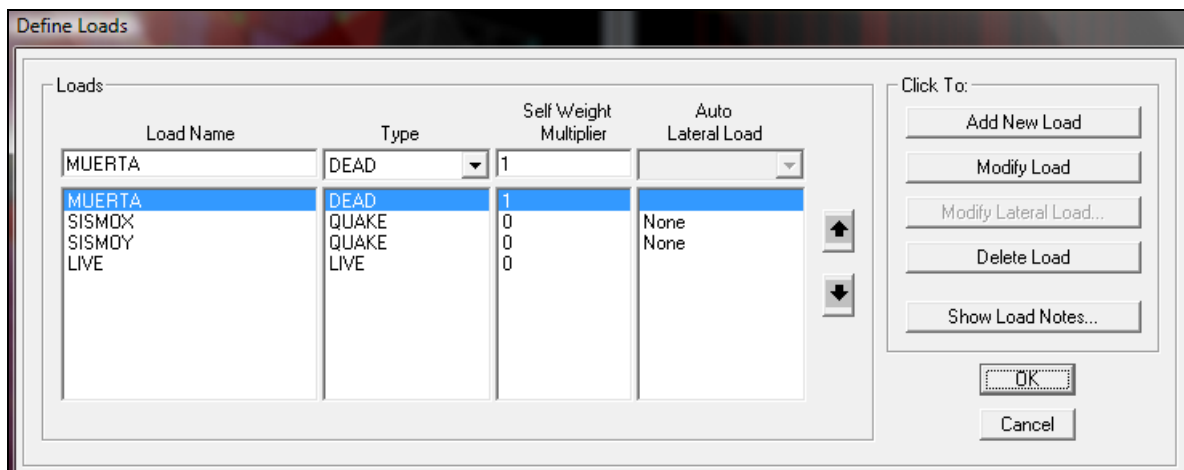 Define Loads
Loads
Load Name Type Self Weight Multiplier Auto Lateral Load
MUERTA DEAD 1
MUERTA DEAD 1
SISMOX QUAKE 0 None
SISMOY QUAKE 0 None
LIVE LIVE 0
Click To:
Add New Load
Modify Load
Modify Lateral Load...
Delete Load
Show Load Notes...
OK
Cancel